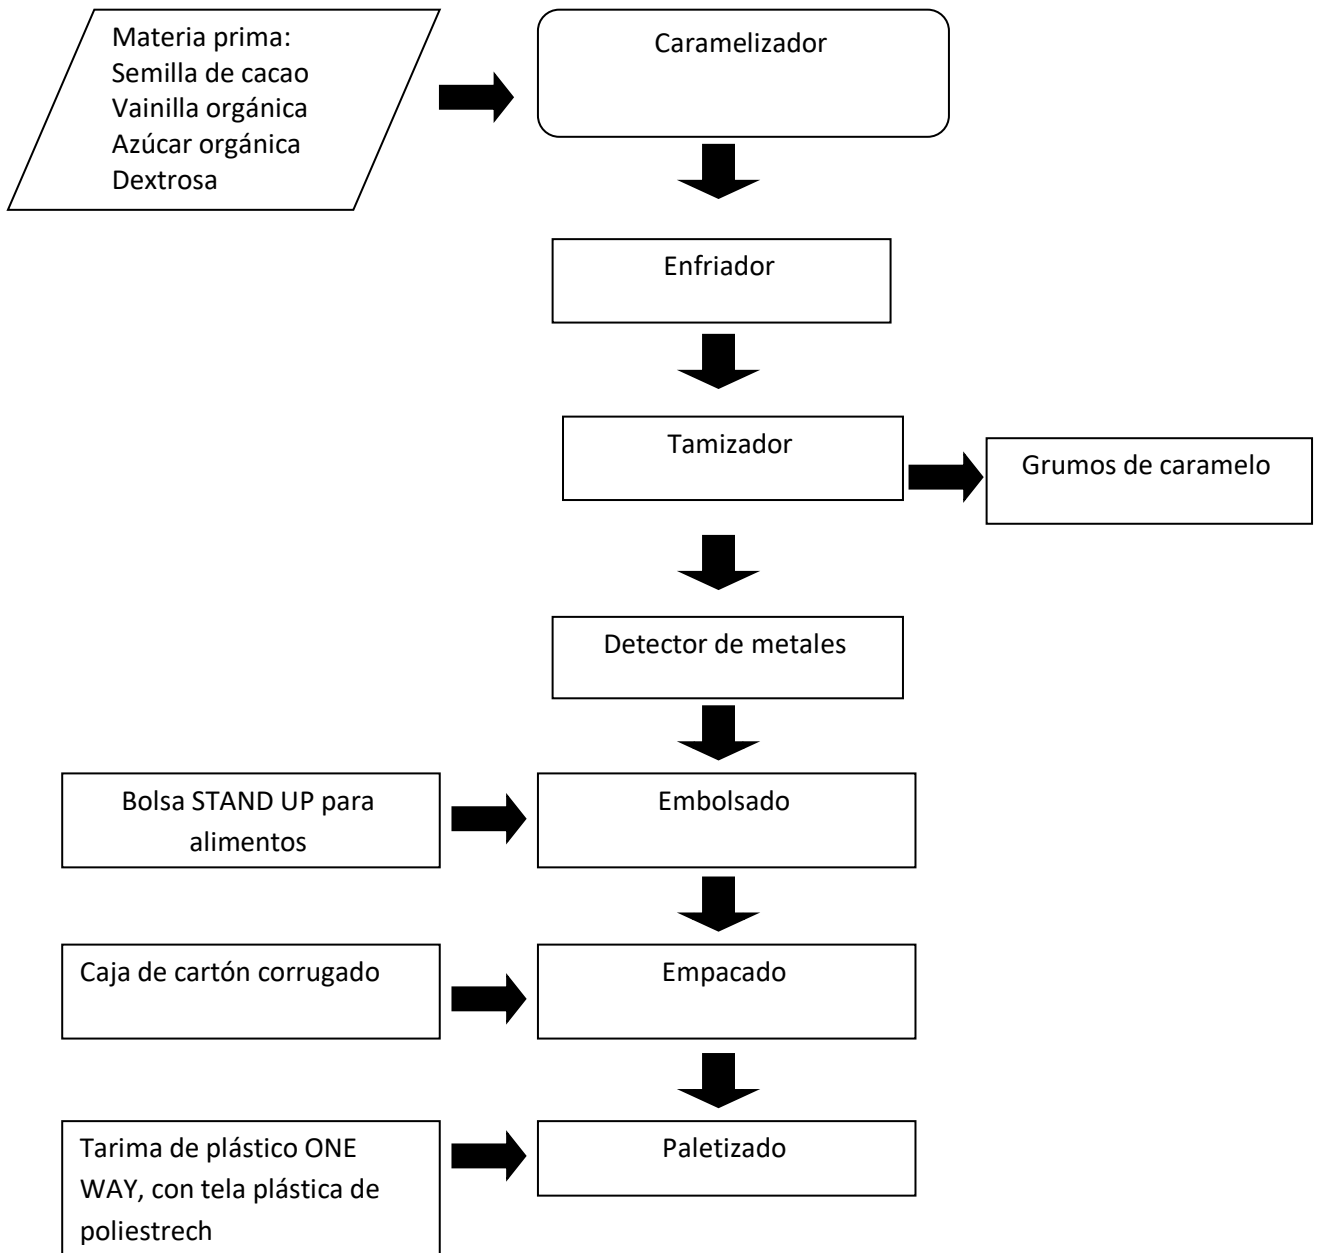 Materia prima:
Semilla de cacao
Vainilla orgánica
Azúcar orgánica
Dextrosa
Caramelizador
Enfriador
Tamizador
Grumos de caramelo
Detector de metales
Bolsa STAND UP para
alimentos
Embolsado
Caja de cartón corrugado
Empacado
Tarima de plástico ONE
WAY, con tela plástica de
poliestrech
Paletizado